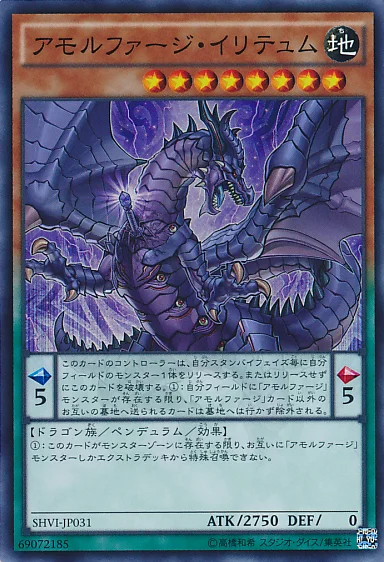 アモルファージ・イリテュム
地
5
5
このカードのコントローラーは、自分スタンバイフェイズ毎に自分
フィールドのモンスター1体をリリースする。またはリリースせず
にこのカードを破壊する。①：自分フィールドに「アモルファージ」
モンスターが存在する限り、「アモルファージ」カード以外の
お互いの墓地へ送られるカードは墓地へは行かず除外される。
【ドラゴン族／ペンデュラム／効果】
①：このカードがモンスターゾーンに存在する限り、お互いに「アモルファージ」
モンスターしかエクストラデッキから特殊召喚できない。
SHVI-JP031 ATK/2750 DEF/ 0
69072185 ©高橋和希 スタジオ・ダイス/集英社